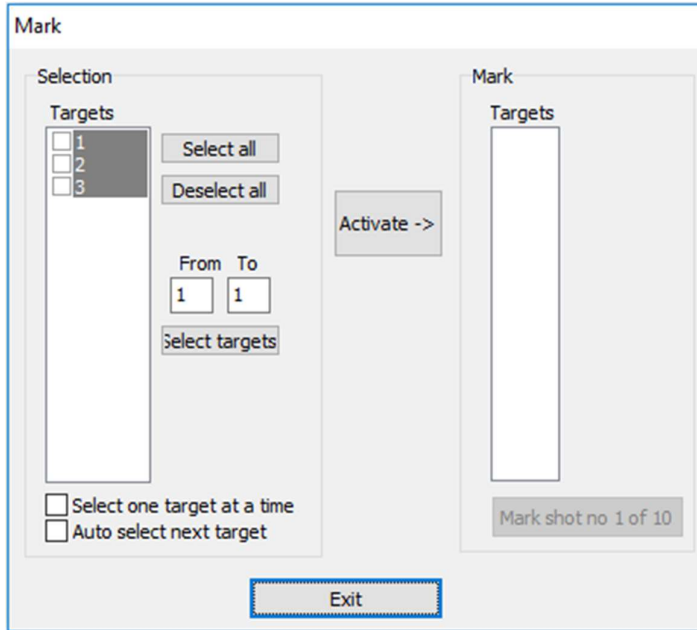 Mark
Selection
Targets
1
2
3
Select all
Deselect all
From To
1 1
Select targets
Select one target at a time
Auto select next target
Activate ->
Mark
Targets
Mark shot no 1 of 10
Exit